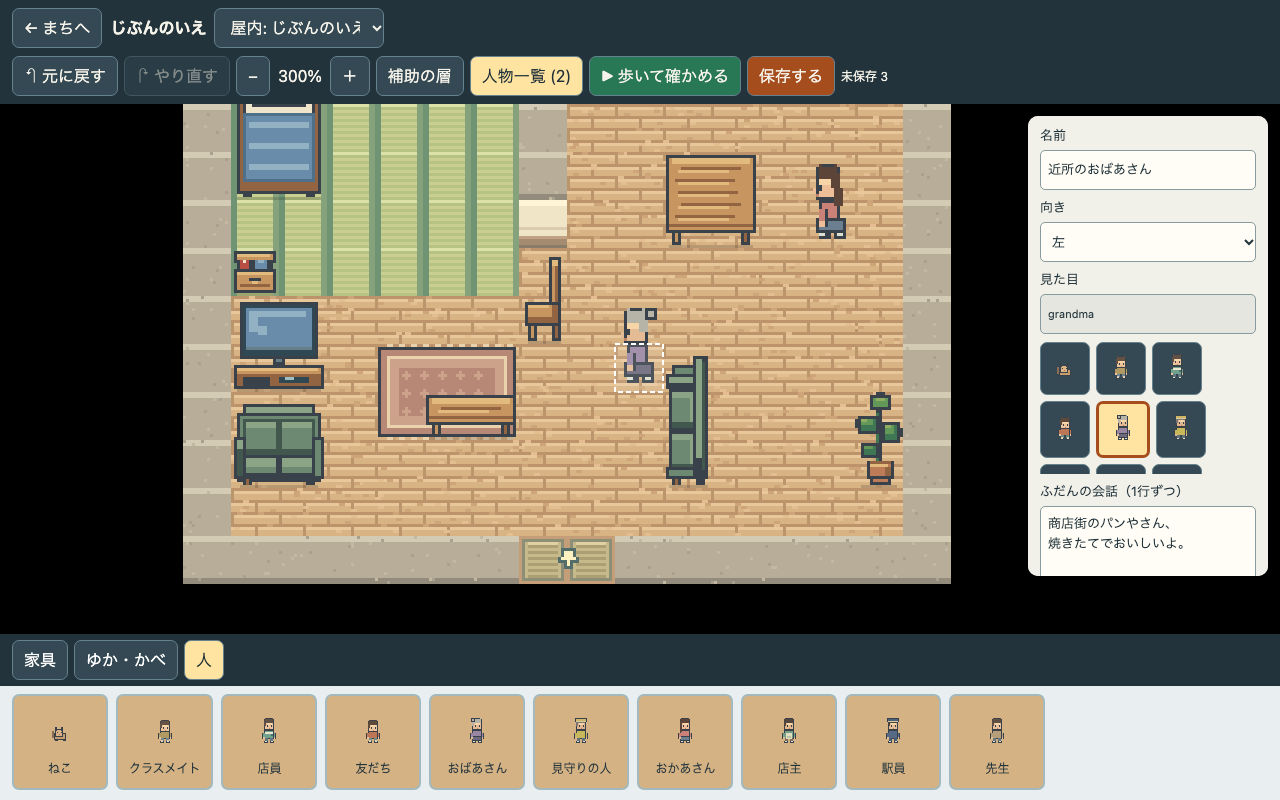 ← まちへ
じぶんのいえ
屋内: じぶんのいえ
元に戻す
やり直す
−
300%
+
補助の層
人物一覧 (2)
▶ 歩いて確かめる
保存する
未保存 3
名前
近所のおばあさん
向き
左
見た目
grandma
ふだんの会話（1行ずつ）
商店街のパンやさん、
焼きたてでおいしいよ。
家具
ゆか・かべ
人
ねこ
クラスメイト
店員
友だち
おばあさん
見守りの人
おかあさん
店主
駅員
先生